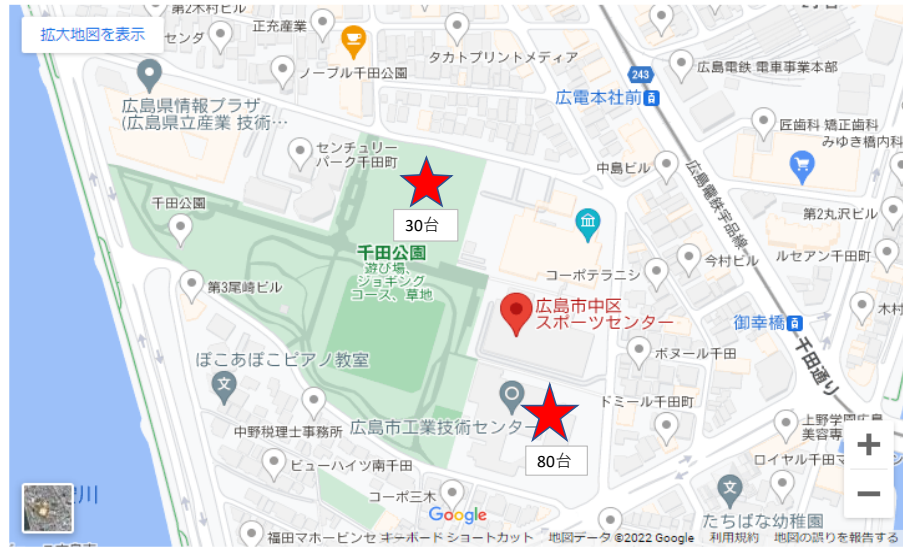 第2木村ビル
拡大地図を表示
センダ
正充産業
タカトプリントメディア
ノーブル千田公園
243
広島電鉄 電車事業本部
広電本社前
広島県情報プラザ
(広島県立産業 技術…
匠歯科 矯正歯科
みゆき橋内科
センチュリー
パーク千田町
中島ビル
広島電鉄宇品線
千田公園
30台
第2丸沢ビル
千田公園
遊び場、
ジョギング
コース、草地
今村ビル
ルセアン千田町
コーポテラニシ
第3尾崎ビル
広島市中区
スポーツセンター
木村
御幸橋
千田通り
ぽこあぽこピアノ教室
ボヌール千田
ドミール千田町
中野税理士事務所
広島市工業技術センター
上野学園広島
美容専
80台
ビューハイツ南千田
ロイヤル千田マ
川
コーポ三木
Google
たちばな幼稚園
福田マホービンセ
キーボード ショートカット
地図データ ©2022 Google
利用規約
地図の誤りを報告する